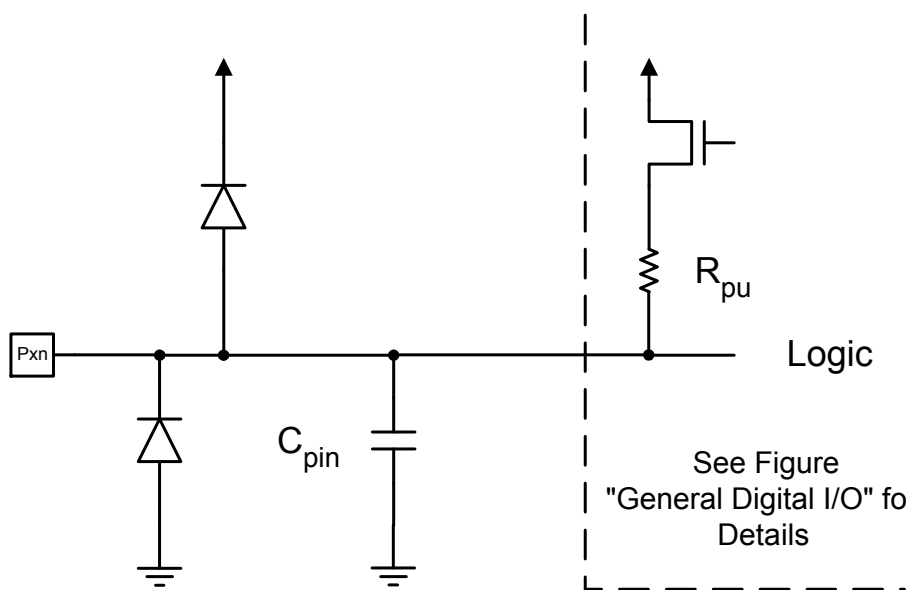 R
pu
Pxn
Logic
C
pin
See Figure
"General Digital I/O" fo
Details